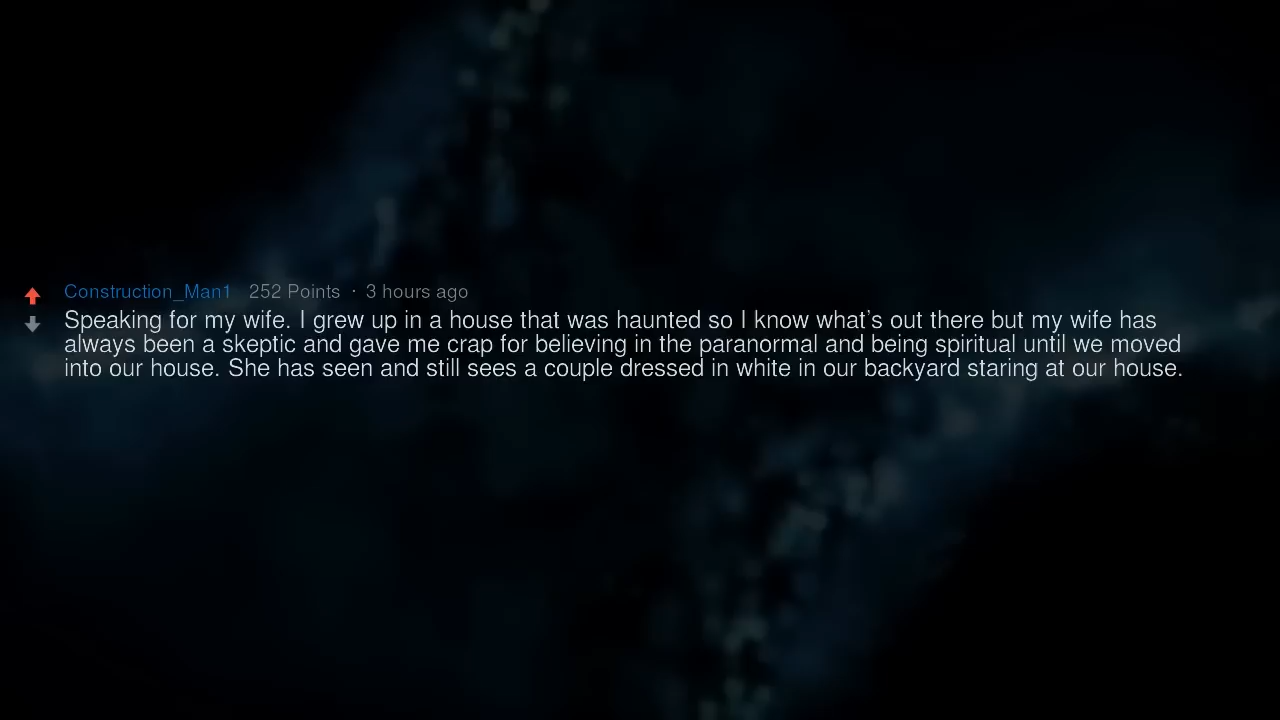 Construction_Man1 252 Points · 3 hours ago
Speaking for my wife. I grew up in a house that was haunted so I know what's out there but my wife has
always been a skeptic and gave me crap for believing in the paranormal and being spiritual until we moved
into our house. She has seen and still sees a couple dressed in white in our backyard staring at our house.